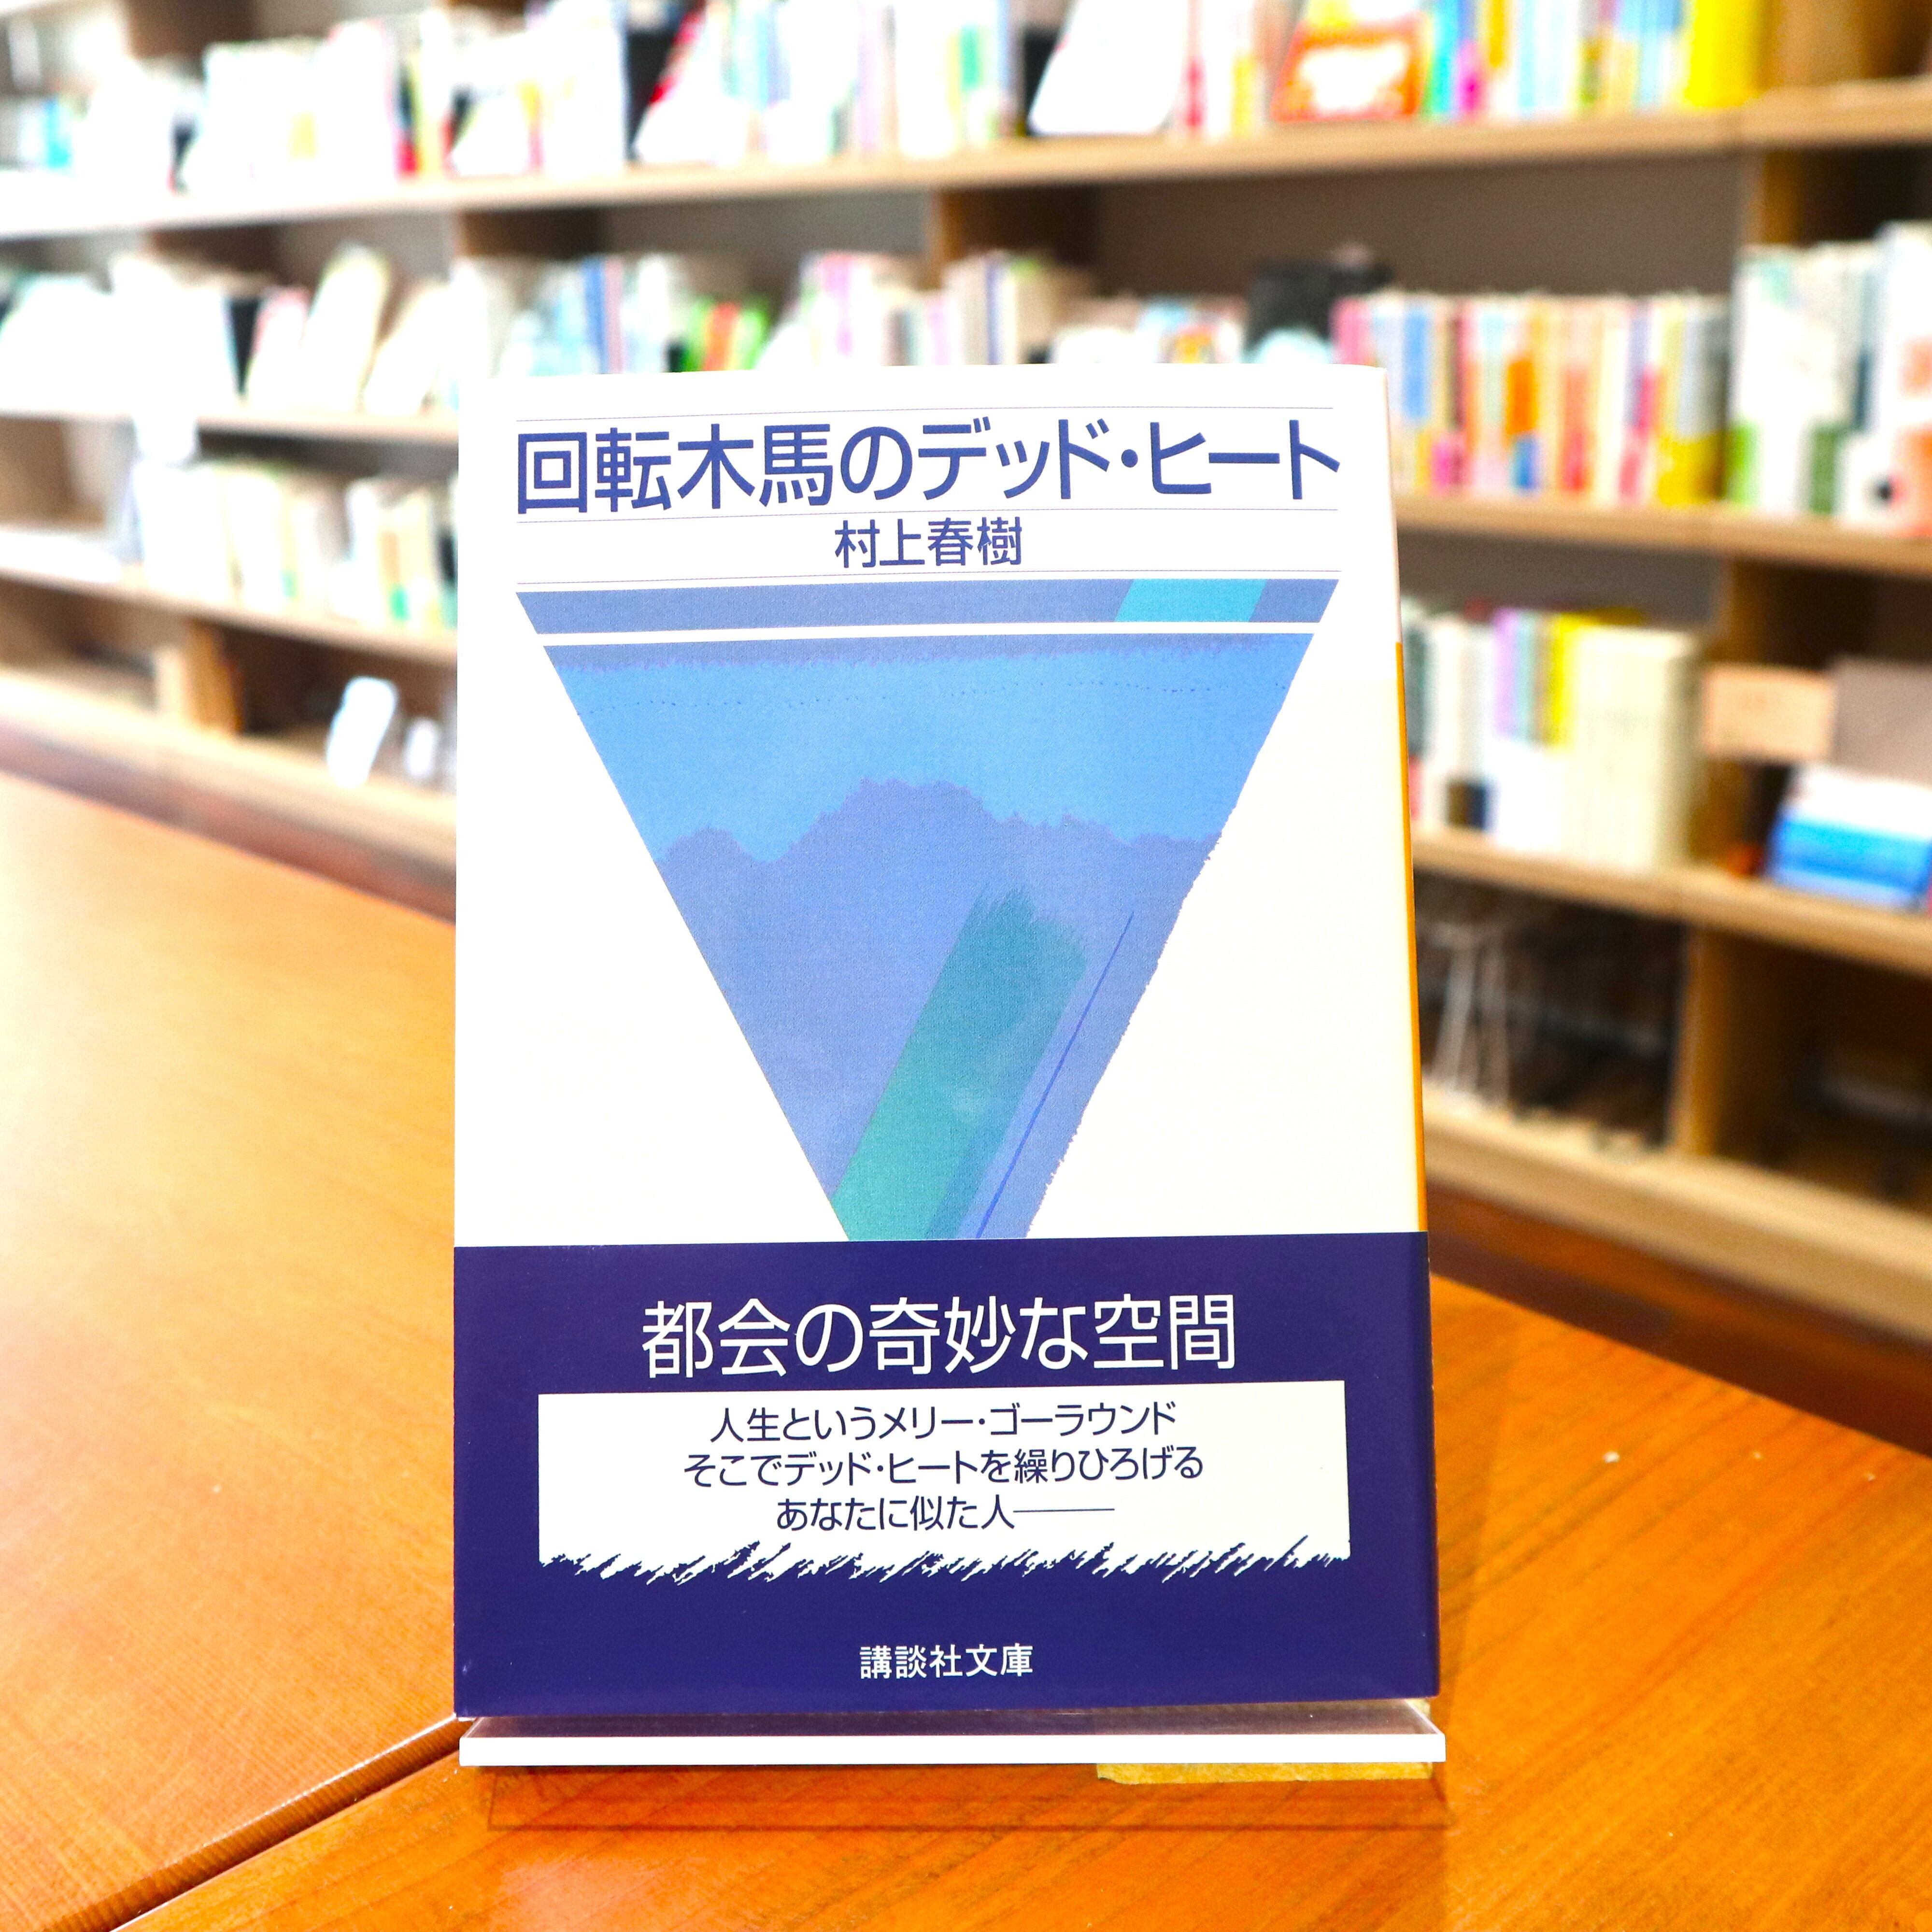 回転木馬のデッド・ヒート
村上春樹
都会の奇妙な空間
人生というメリー・ゴーラウンド
そこでデッド・ヒートを繰りひろげる
あなたに似た人――
講談社文庫